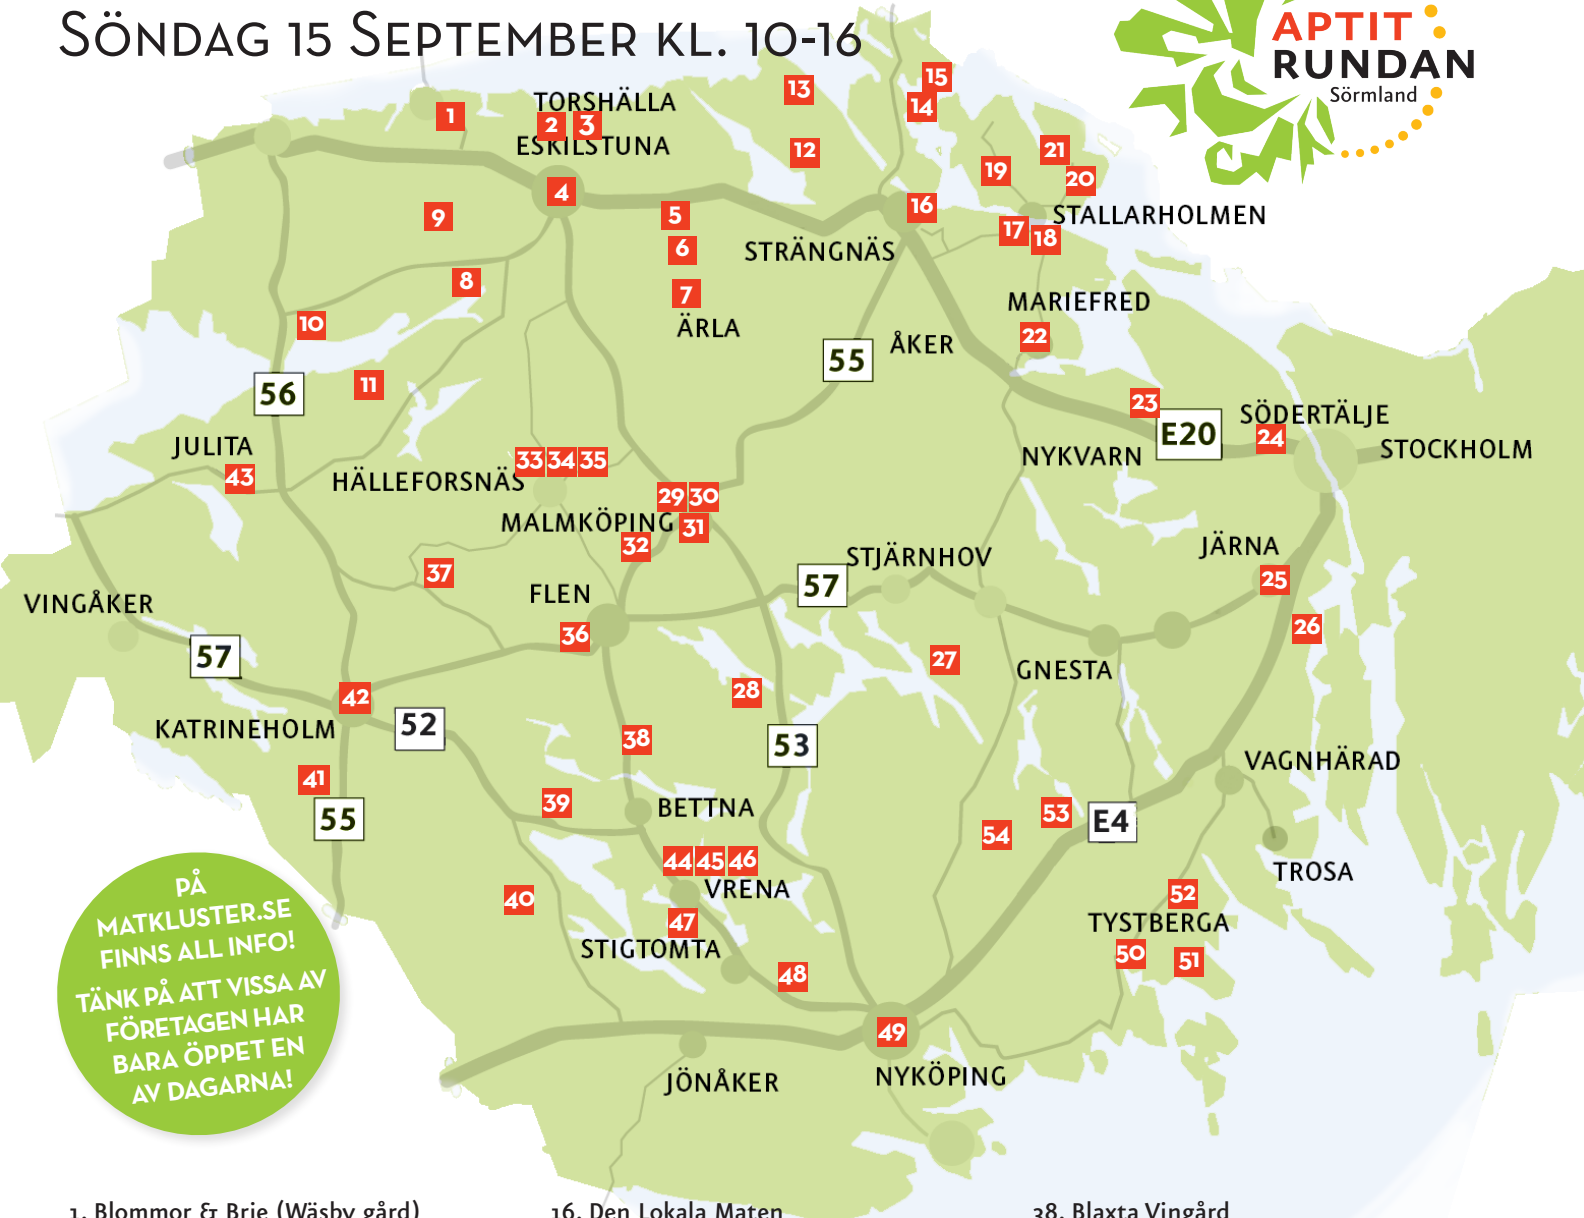 SÖNDAG 15 SEPTEMBER KL. 10-16
APTIT
RUNDAN
Sörmland
15
13
14
TORSHÄLLA
1
2 3
ESKILSTUNA
12
21
19
20
4
16
9
5
STALLARHOLMEN
17
18
6
STRÄNGNÄS
8
7
MARIEFRED
10
ÄRLA
22
ÅKER
55
11
56
23
SÖDERTÄLJE
E20
24
STOCKHOLM
JULITA
NYKVARN
33 34 35
43
HÄLLEFORSNÄS
29 30
MALMKÖPING
31
32
JÄRNA
STJÄRNHOV
37
25
57
FLEN
VINGÅKER
26
36
57
27
GNESTA
28
42
KATRINEHOLM
52
38
53
VAGNHÄRAD
41
39
BETTNA
53
55
E4
54
44 45 46
TROSA
VRENA
52
40
47
TYSTBERGA
STIGTOMTA
50
51
48
49
NYKÖPING
JÖNÅKER
PÅ
MATKLUSTER.SE
FINNS ALL INFO!
TÄNK PÅ ATT VISSA AV
FÖRETAGEN HAR
BARA ÖPPET EN
AV DAGARNA!
1. Blommor & Brie (Wäsby gård)
16. Den Lokala Maten
38. Blaxta Vingård